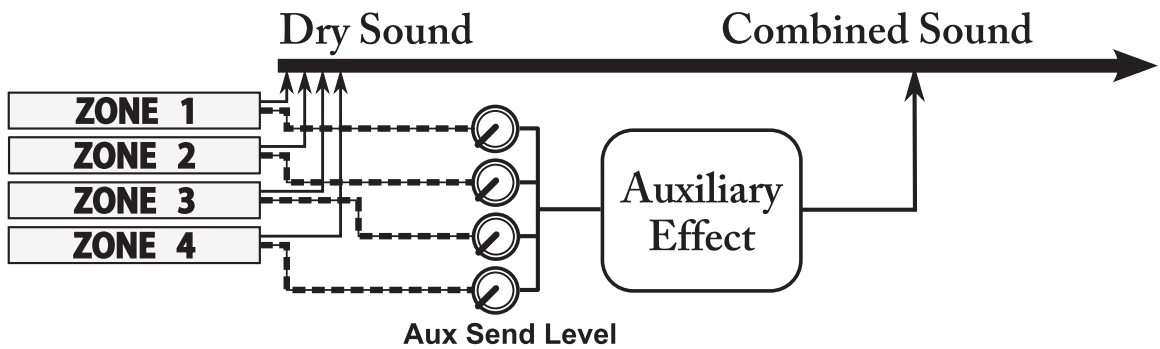 Dry Sound
Combined Sound
ZONE 1
ZONE 2
ZONE 3
ZONE 4
Auxiliary
Effect
Aux Send Level